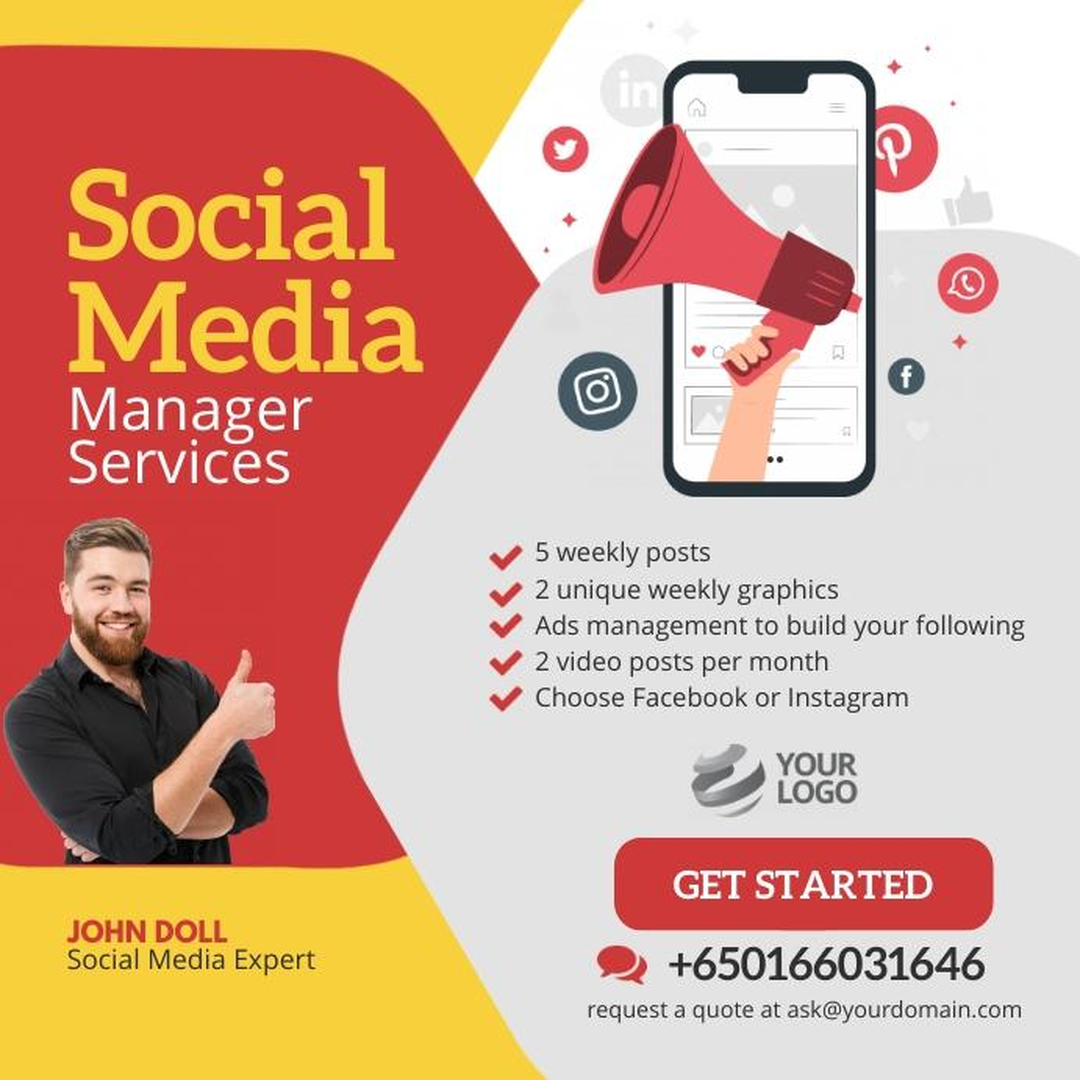 Social
Media
Manager
Services
in
5 weekly posts
2 unique weekly graphics
Ads management to build your following
2 video posts per month
Choose Facebook or Instagram
YOUR
LOGO
GET STARTED
+650166031646
request a quote at ask@yourdomain.com
JOHN DOLL
Social Media Expert